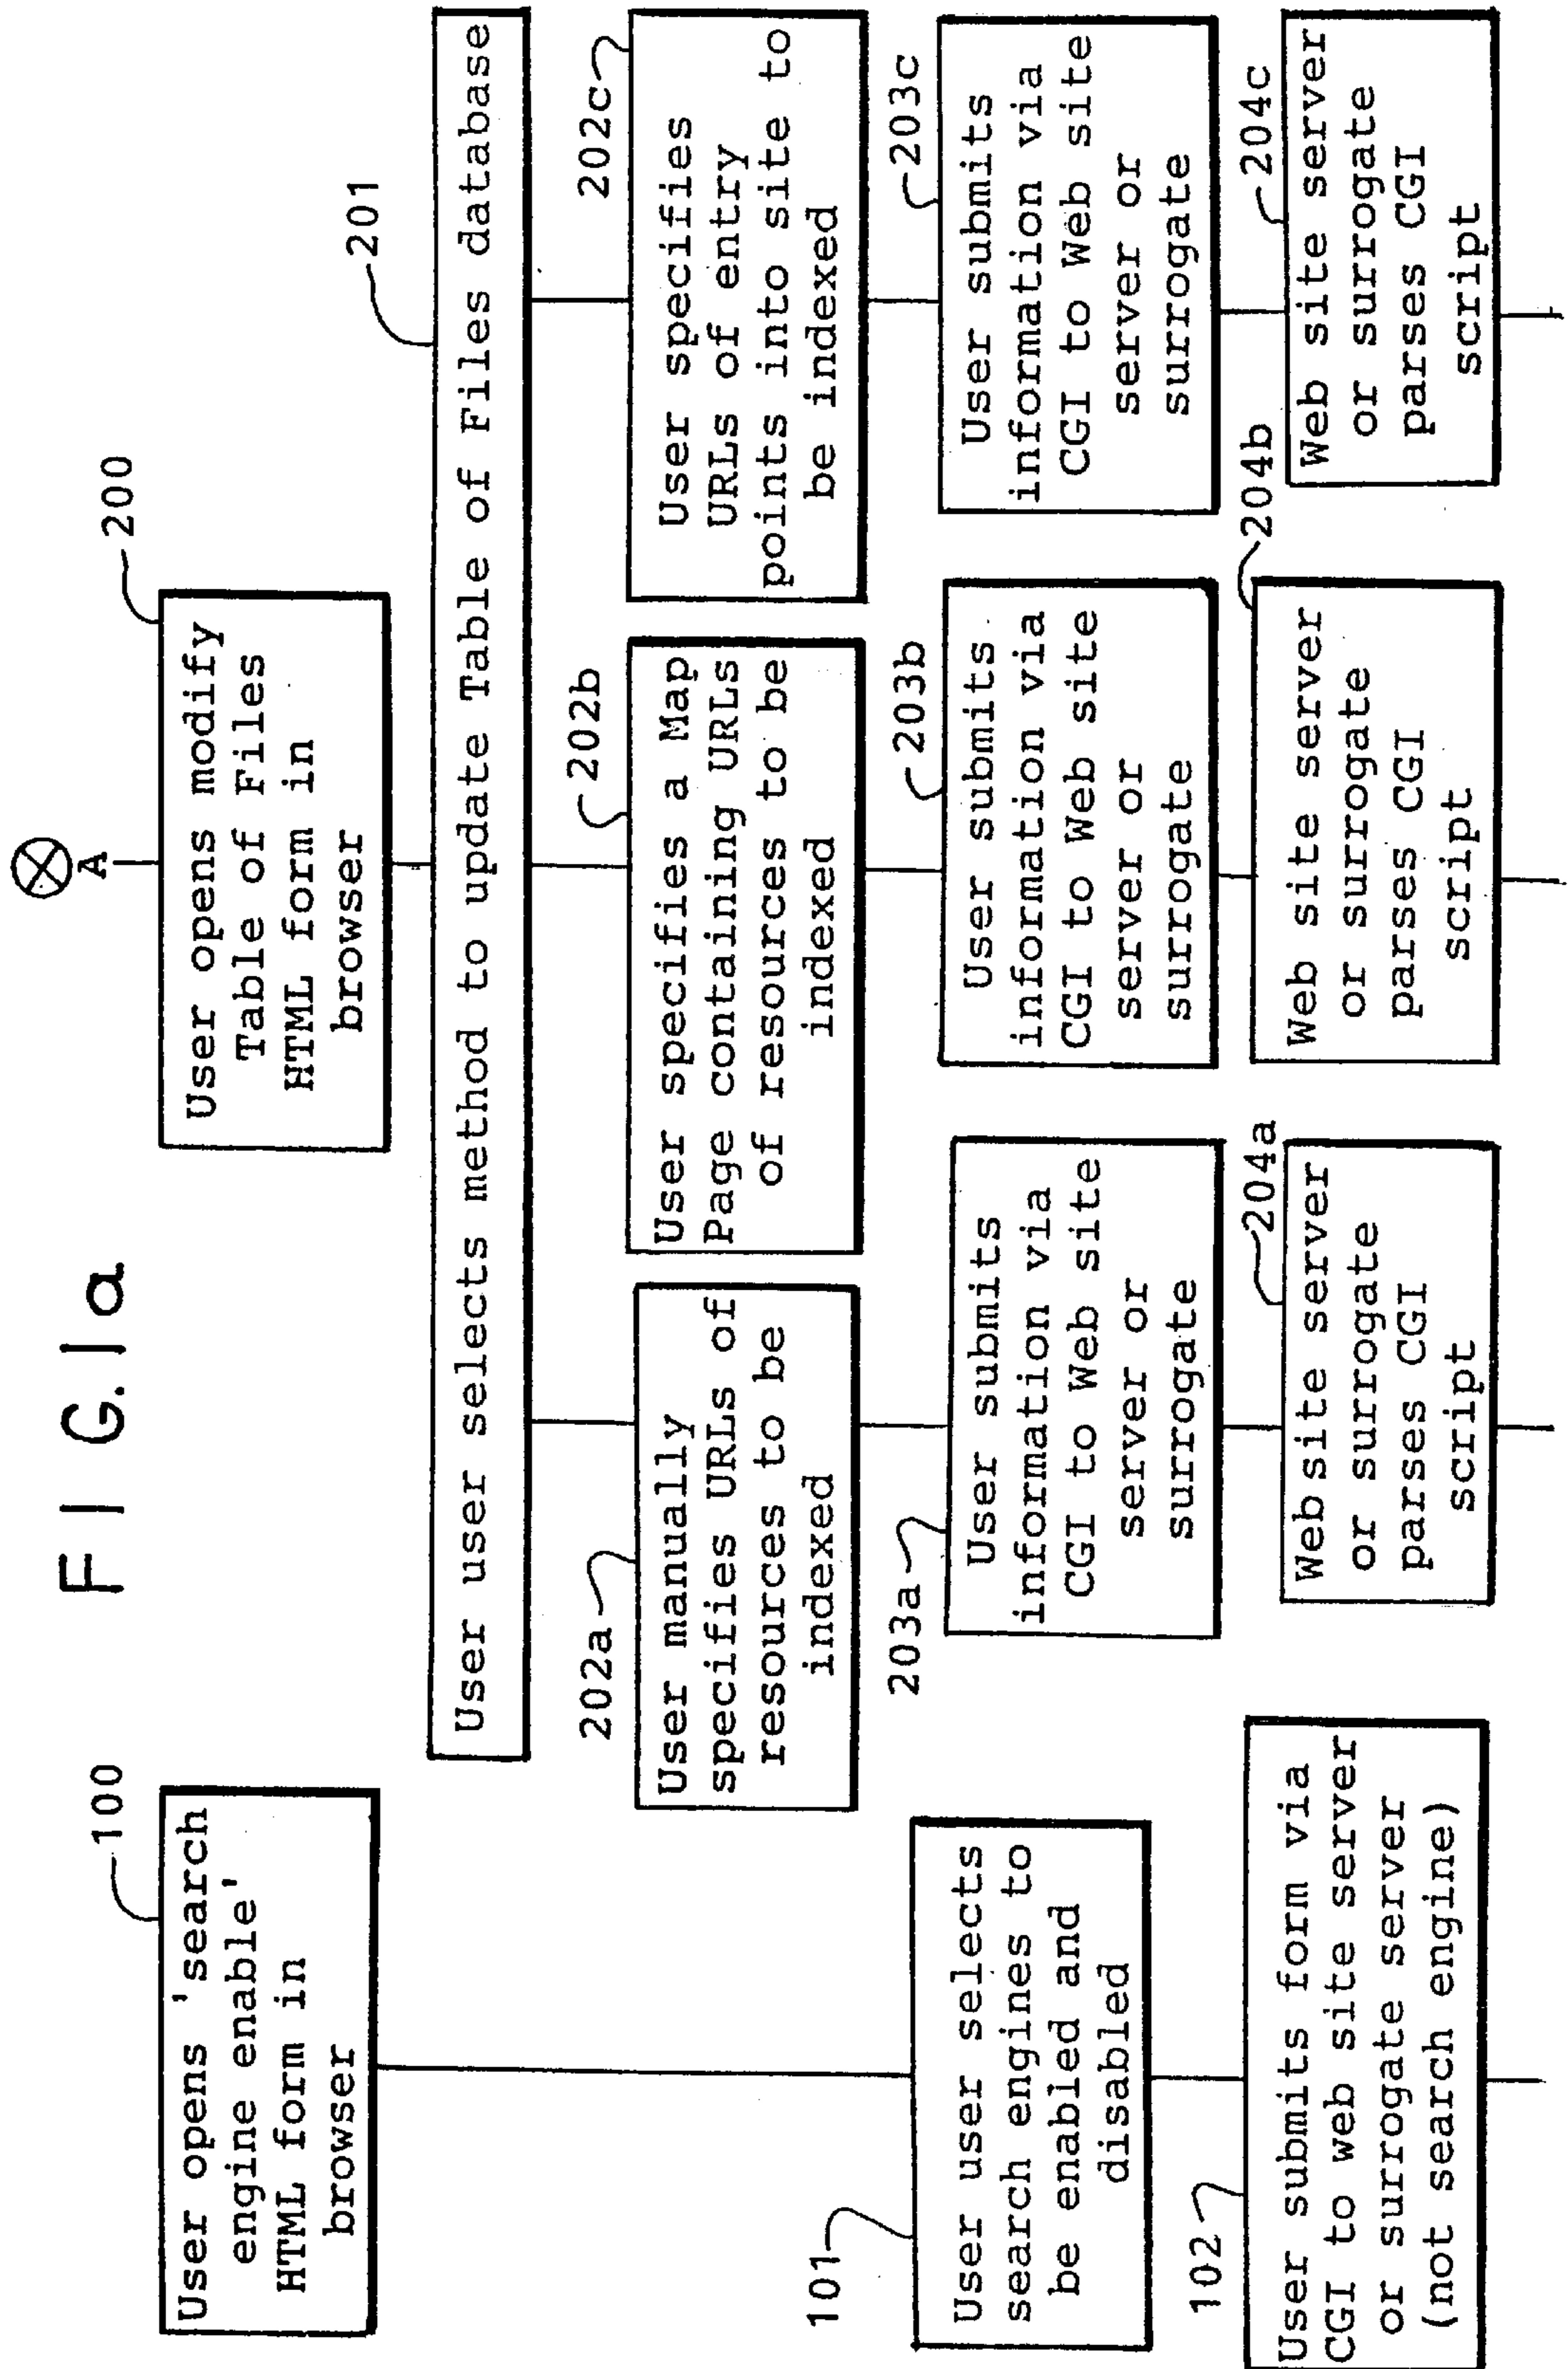 FIG.1a
100
User opens 'search
engine enable'
HTML form in
browser
101
User user selects
search engines to
be enabled and
disabled
102
User submits form via
CGI to web site server
or surrogate server
(not search engine)
A
200
User opens modify
Table of Files
HTML form in
browser
201
User user selects method to update Table of Files database
202a
User manually
specifies URLs of
resources to be
indexed
203a
User submits
information via
CGI to Web site
server or
surrogate
204a
Web site server
or surrogate
parses CGI
script
202b
User specifies a Map
Page containing URLs
of resources to be
indexed
203b
User submits
information via
CGI to Web site
server or
surrogate
204b
Web site server
or surrogate
parses CGI
script
202c
User specifies
URLs of entry
points into site to
be indexed
203c
User submits
information via
CGI to Web site
server or
surrogate
204c
Web site server
or surrogate
parses CGI
script